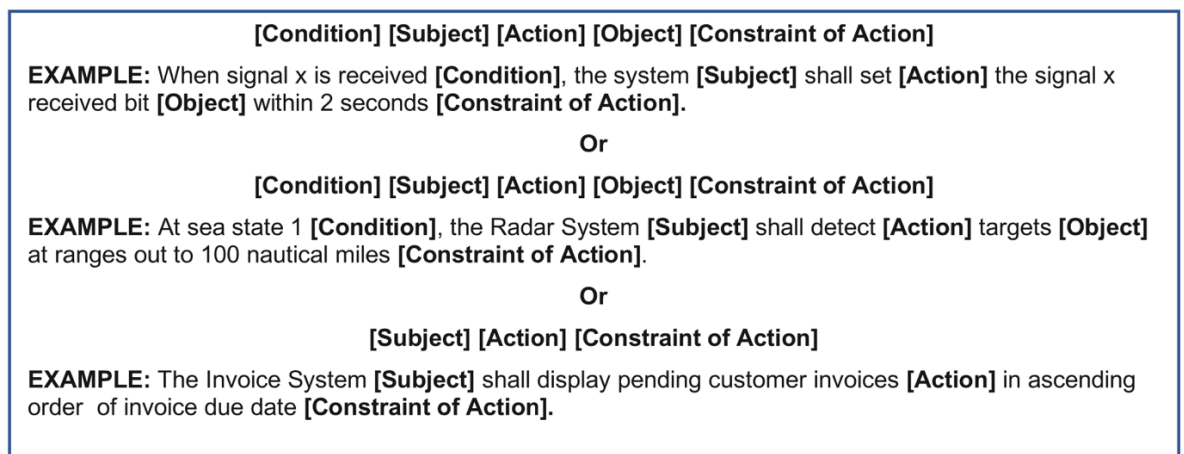 [Condition] [Subject] [Action] [Object] [Constraint of Action]
EXAMPLE: When signal x is received [Condition], the system [Subject] shall set [Action] the signal x
received bit [Object] within 2 seconds [Constraint of Action].
Or
[Condition] [Subject] [Action] [Object] [Constraint of Action]
EXAMPLE: At sea state 1 [Condition], the Radar System [Subject] shall detect [Action] targets [Object]
at ranges out to 100 nautical miles [Constraint of Action].
Or
[Subject] [Action] [Constraint of Action]
EXAMPLE: The Invoice System [Subject] shall display pending customer invoices [Action] in ascending
order of invoice due date [Constraint of Action].